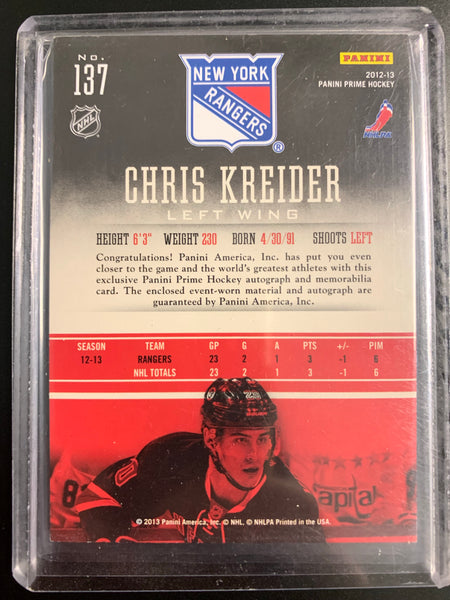 No.
137
NHL
NEW YORK
RANGERS
®
PANINI
2012-13
PANINI PRIME HOCKEY
NHLPA
CHRIS KREIDER
LEFT WING
HEIGHT 6'3" WEIGHT 230 BORN 4/30/91 SHOOTS LEFT
Congratulations! Panini America, Inc. has put you even
closer to the game and the world's greatest athletes with this
exclusive Panini Prime Hockey autograph and memorabilia
card. The enclosed event-worn material and autograph are
guaranteed by Panini America, Inc.
SEASON TEAM GP G A PTS +/- PIM
12-13 RANGERS 23 2 1 3 -1 6
NHL TOTALS 23 2 1 3 -1 6
© 2013 Panini America, Inc. © NHL, © NHLPA Printed in the USA.